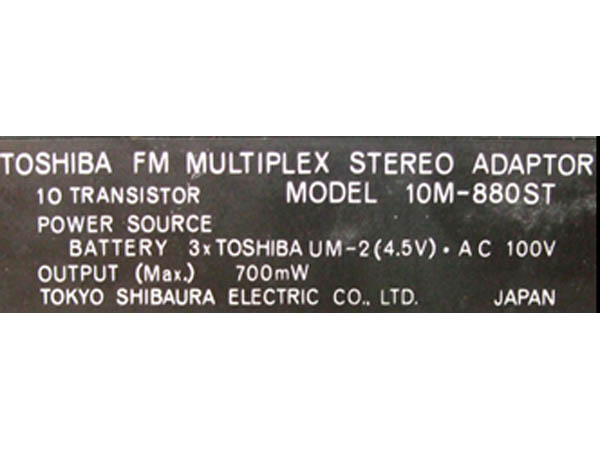 TOSHIBA FM MULTIPLEX STEREO ADAPTOR
10 TRANSISTOR MODEL 10M-880ST
POWER SOURCE
BATTERY 3xTOSHIBA UM-2(4.5V)・AC 100V
OUTPUT (Max.) 700mW
TOKYO SHIBAURA ELECTRIC CO., LTD. JAPAN